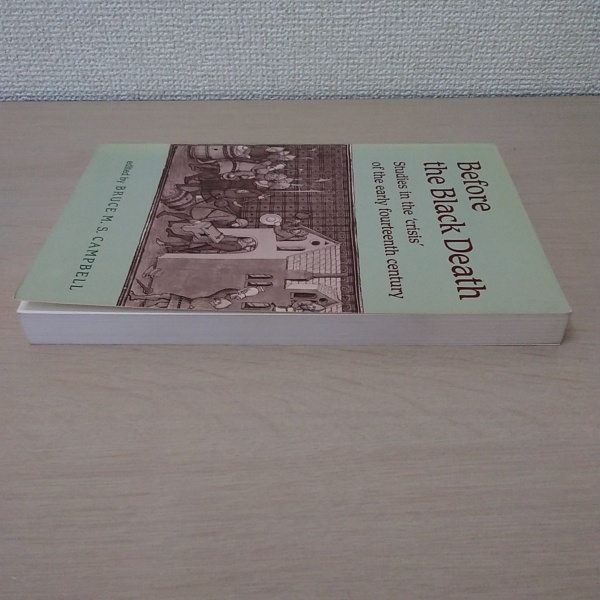 Before
the Black Death
Studies in the 'crisis'
of the early fourteenth century
edited by BRUCE M. S. CAMPBELL